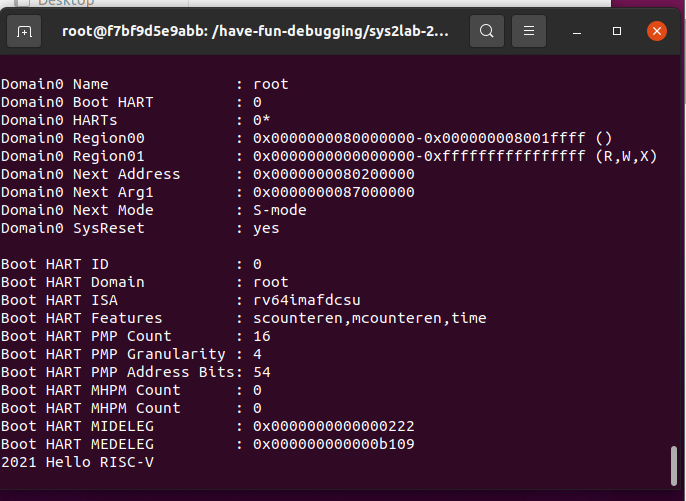 Desktop
root@f7bf9d5e9abb: /have-fun-debugging/sys2lab-2...
Domain0 Name : root
Domain0 Boot HART : 0
Domain0 HARTs : 0*
Domain0 Region00 : 0x0000000080000000-0x000000008001ffff ()
Domain0 Region01 : 0x0000000000000000-0xffffffffffffffff (R,W,X)
Domain0 Next Address : 0x0000000080200000
Domain0 Next Arg1 : 0x0000000087000000
Domain0 Next Mode : S-mode
Domain0 SysReset : yes
Boot HART ID : 0
Boot HART Domain : root
Boot HART ISA : rv64imafdcsu
Boot HART Features : scounteren,mcounteren,time
Boot HART PMP Count : 16
Boot HART PMP Granularity : 4
Boot HART PMP Address Bits: 54
Boot HART MHPM Count : 0
Boot HART MHPM Count : 0
Boot HART MIDELEG : 0x0000000000000222
Boot HART MEDELEG : 0x000000000000b109
2021 Hello RISC-V